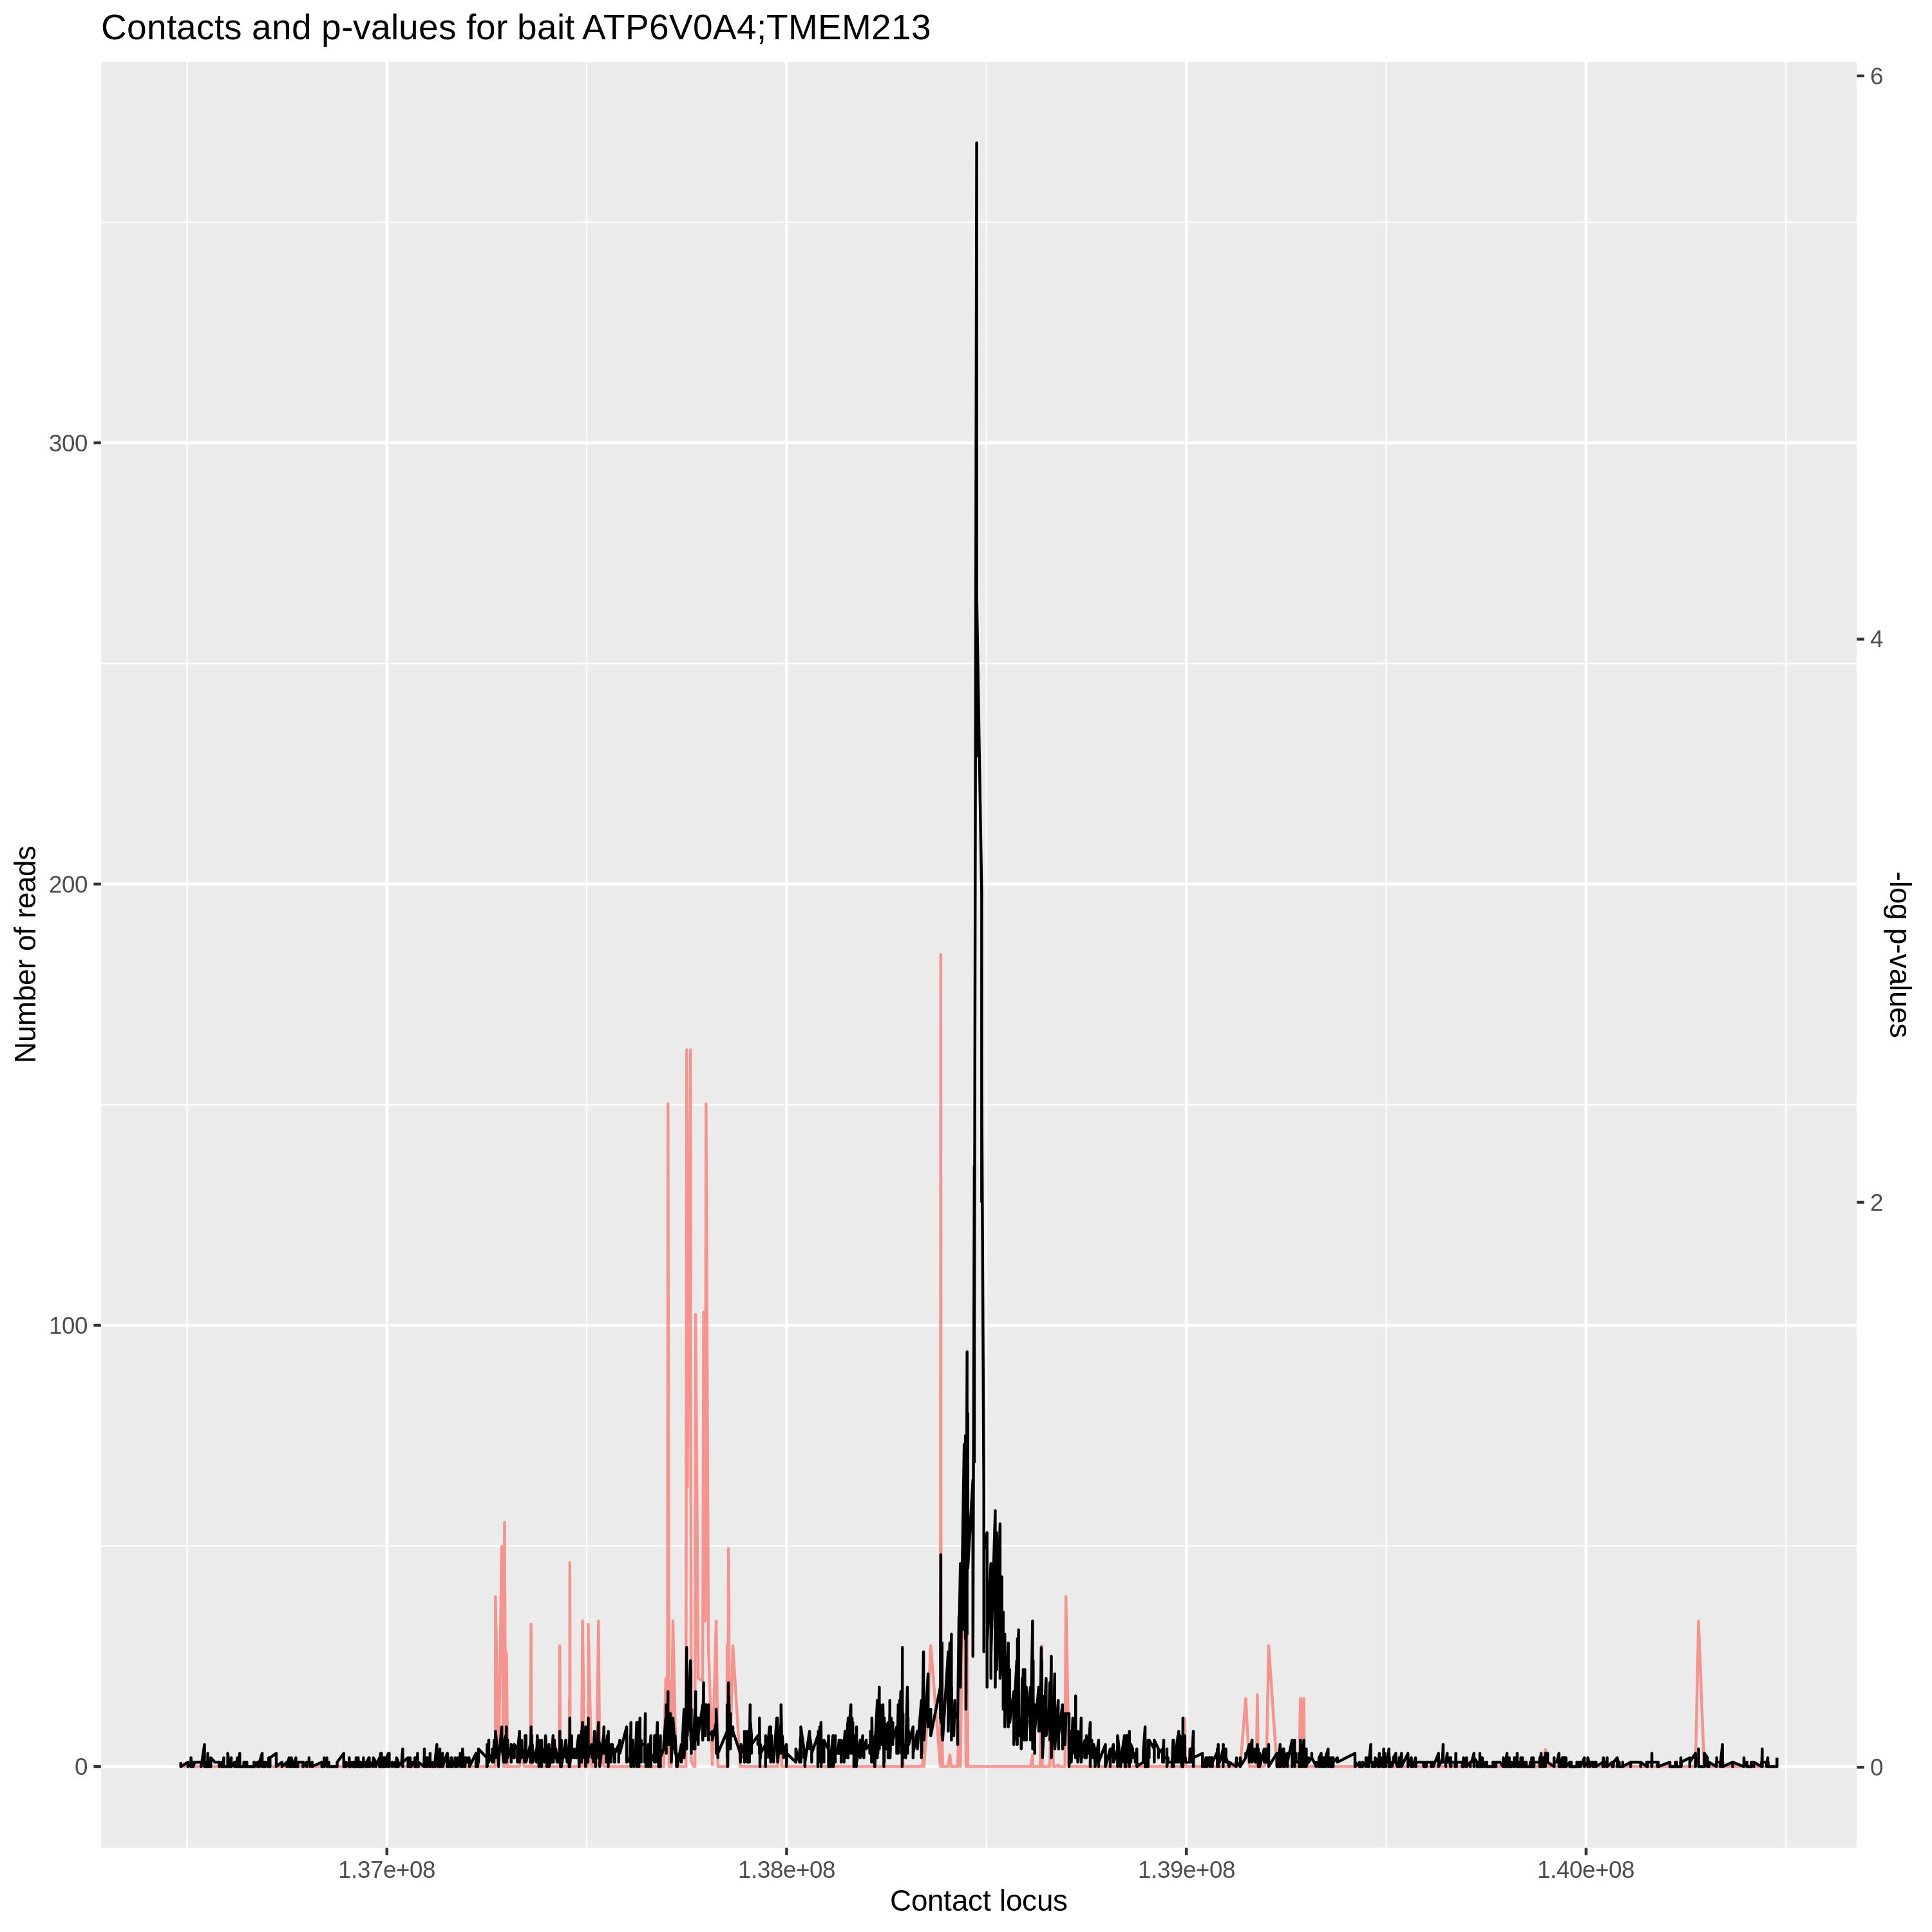 Contacts and p-values for bait ATP6V0A4;TMEM213
6
300
4
200
Number of reads
-log p-values
2
100
0
0
1.37e+08 1.38e+08 1.39e+08 1.40e+08
Contact locus